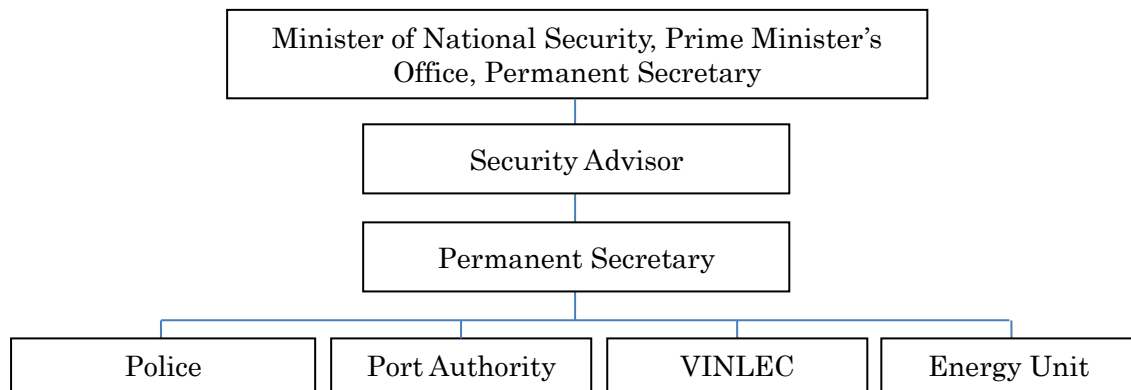 Minister of National Security, Prime Minister’s
Office, Permanent Secretary
Security Advisor
Permanent Secretary
Police
Port Authority
VINLEC
Energy Unit